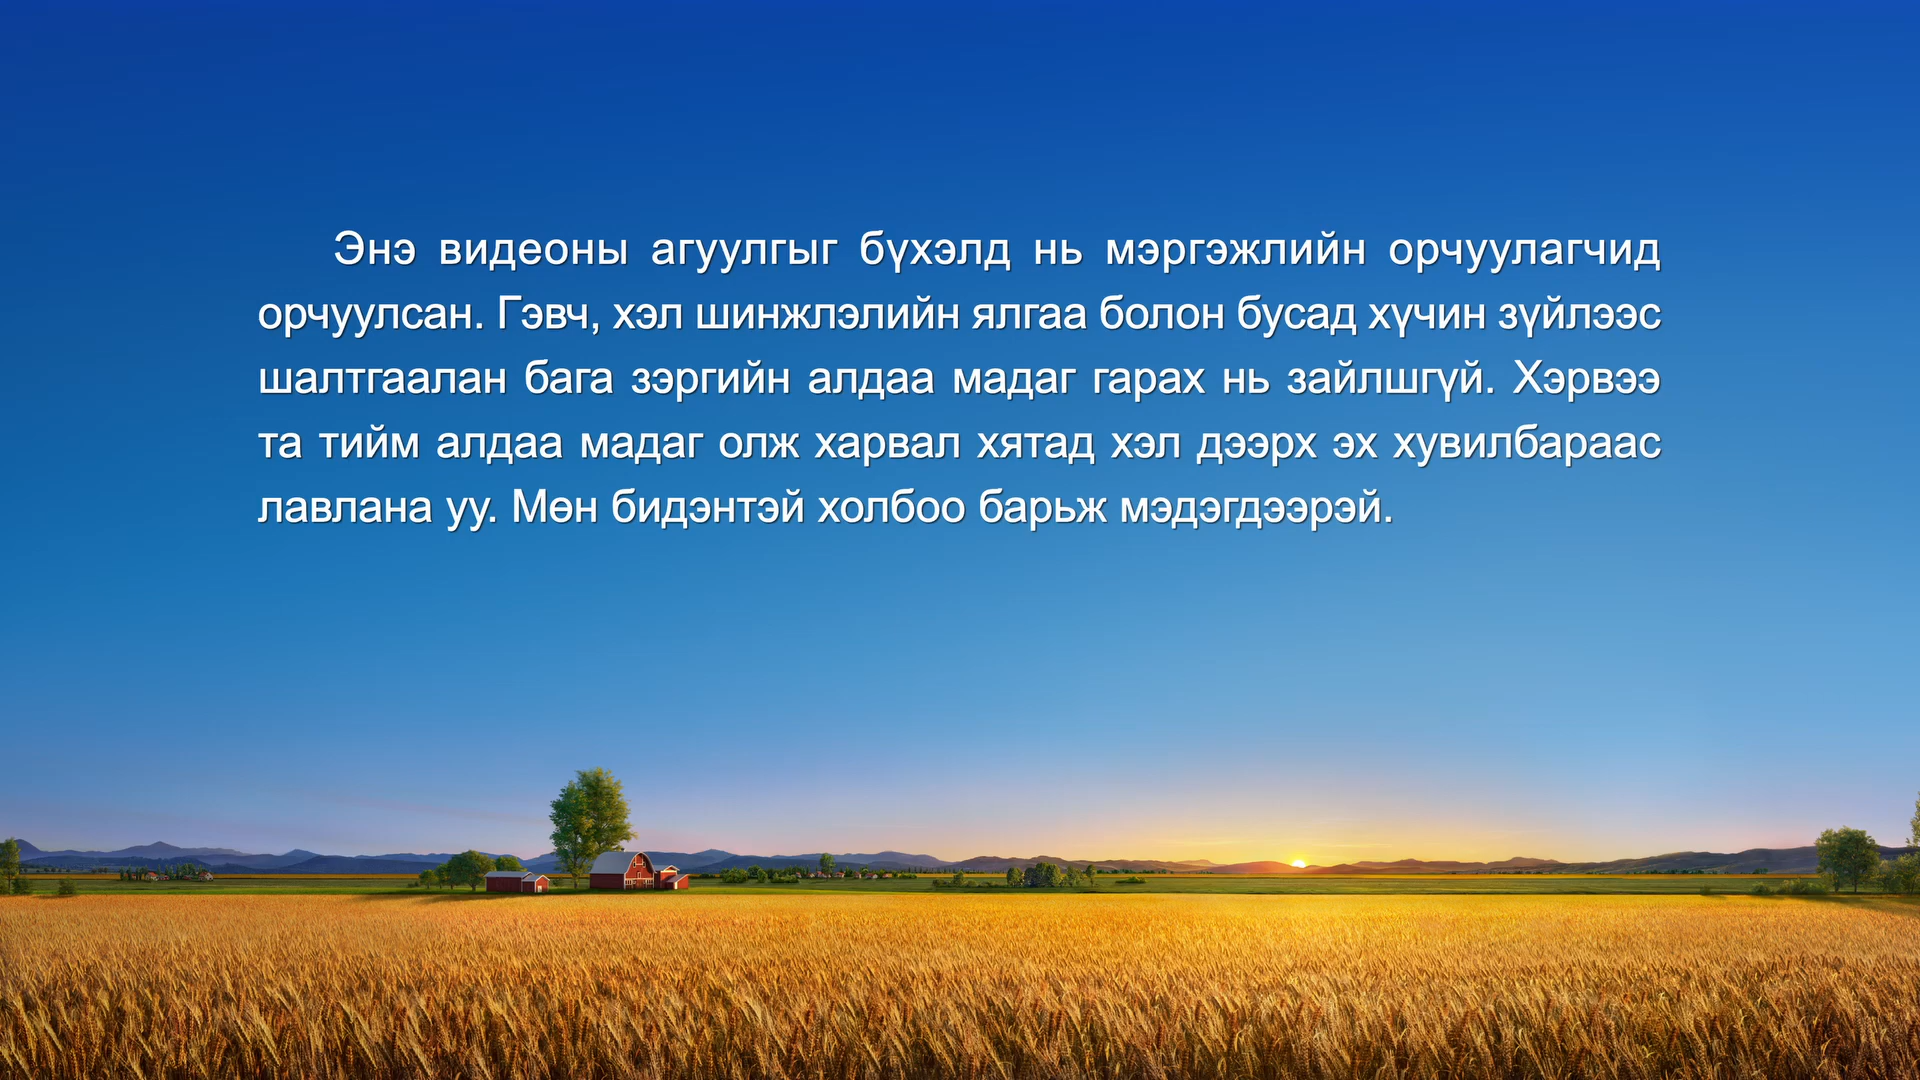 Энэ видеоны агуулгыг бүхэлд нь мэргэжлийн орчуулагчид
орчуулсан. Гэвч, хэл шинжлэлийн ялгаа болон бусад хүчин зүйлээс
шалтгаалан бага зэргийн алдаа мадаг гарах нь зайлшгүй. Хэрвээ
та тийм алдаа мадаг олж харвал хятад хэл дээрх эх хувилбараас
лавлана уу. Мөн бидэнтэй холбоо барьж мэдэгдээрэй.